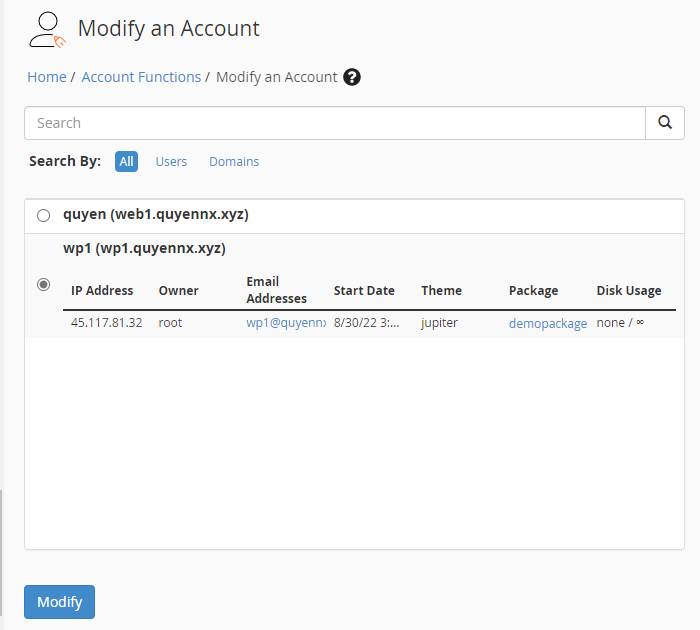 Modify an Account
Home / Account Functions / Modify an Account ?
Search
Search By: All Users Domains
quyen (web1.quyennx.xyz)
wp1 (wp1.quyennx.xyz)
IP Address Owner Email Addresses Start Date Theme Package Disk Usage
45.117.81.32 root wp1@quyennx 8/30/22 3:... jupiter demopackage none / ∞
Modify